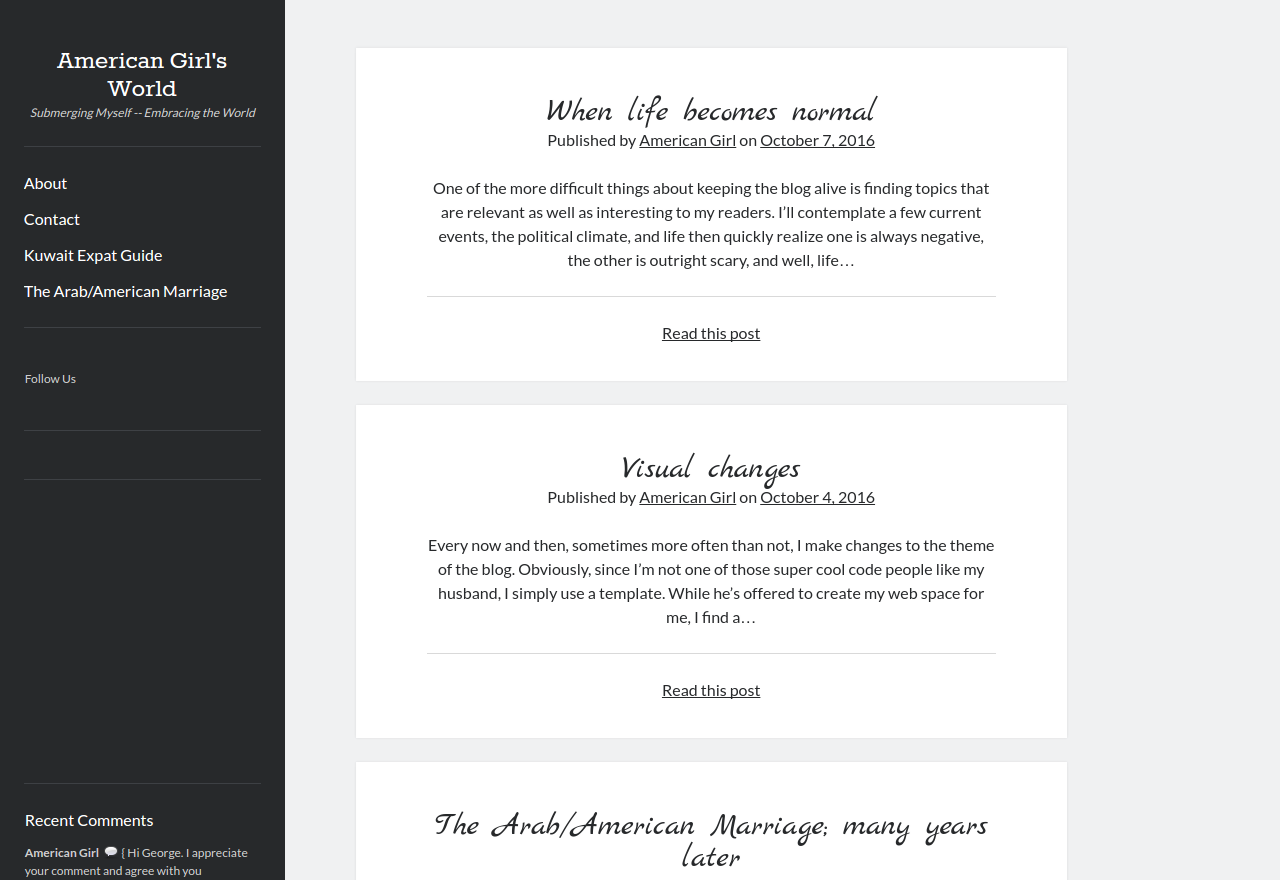 American Girl's
World
Submerging Myself -- Embracing the World
About
Contact
Kuwait Expat Guide
The Arab/American Marriage
Follow Us
Recent Comments
American Girl { Hi George. I appreciate
your comment and agree with you
When life becomes normal
Published by American Girl on October 7, 2016
One of the more difficult things about keeping the blog alive is finding topics that
are relevant as well as interesting to my readers. I’ll contemplate a few current
events, the political climate, and life then quickly realize one is always negative,
the other is outright scary, and well, life…
Read this post
Visual changes
Published by American Girl on October 4, 2016
Every now and then, sometimes more often than not, I make changes to the theme
of the blog. Obviously, since I’m not one of those super cool code people like my
husband, I simply use a template. While he’s offered to create my web space for
me, I find a…
Read this post
The Arab/American Marriage; many years
later